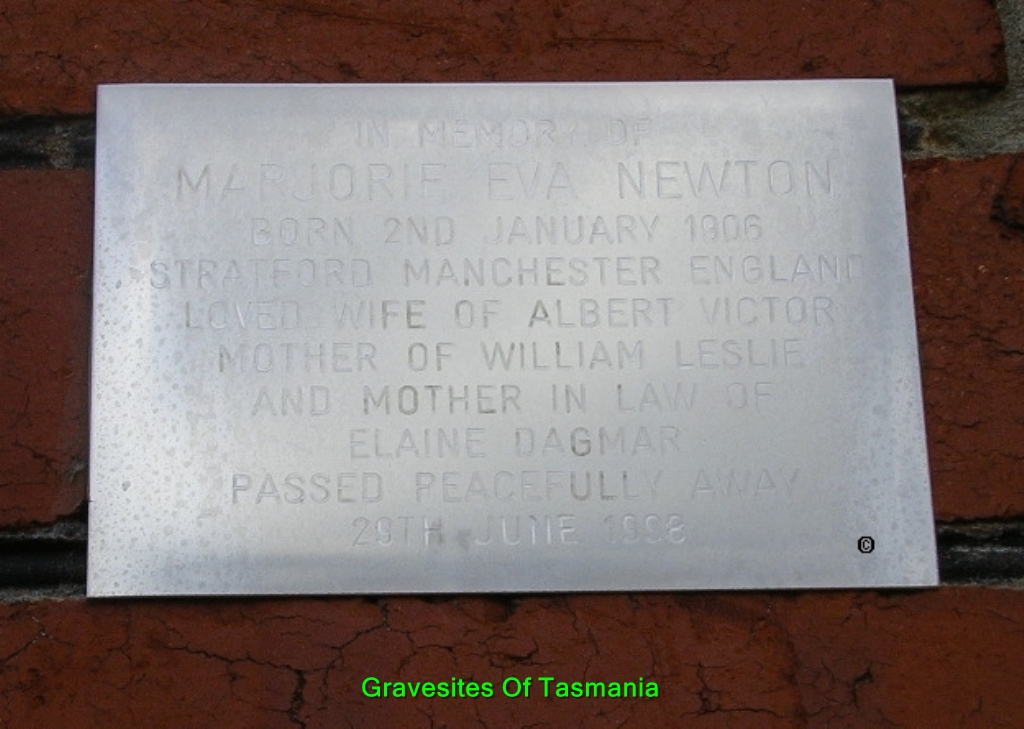 IN MEMORY OF
MARJORIE EVA NEWTON
BORN 2ND JANUARY 1906
STRATFORD MANCHESTER ENGLAND
LOVED WIFE OF ALBERT VICTOR
MOTHER OF WILLIAM LESLIE
AND MOTHER IN LAW OF
ELAINE DAGMAR
PASSED PEACEFULLY AWAY
29TH JUNE 1998
©
Gravesites Of Tasmania